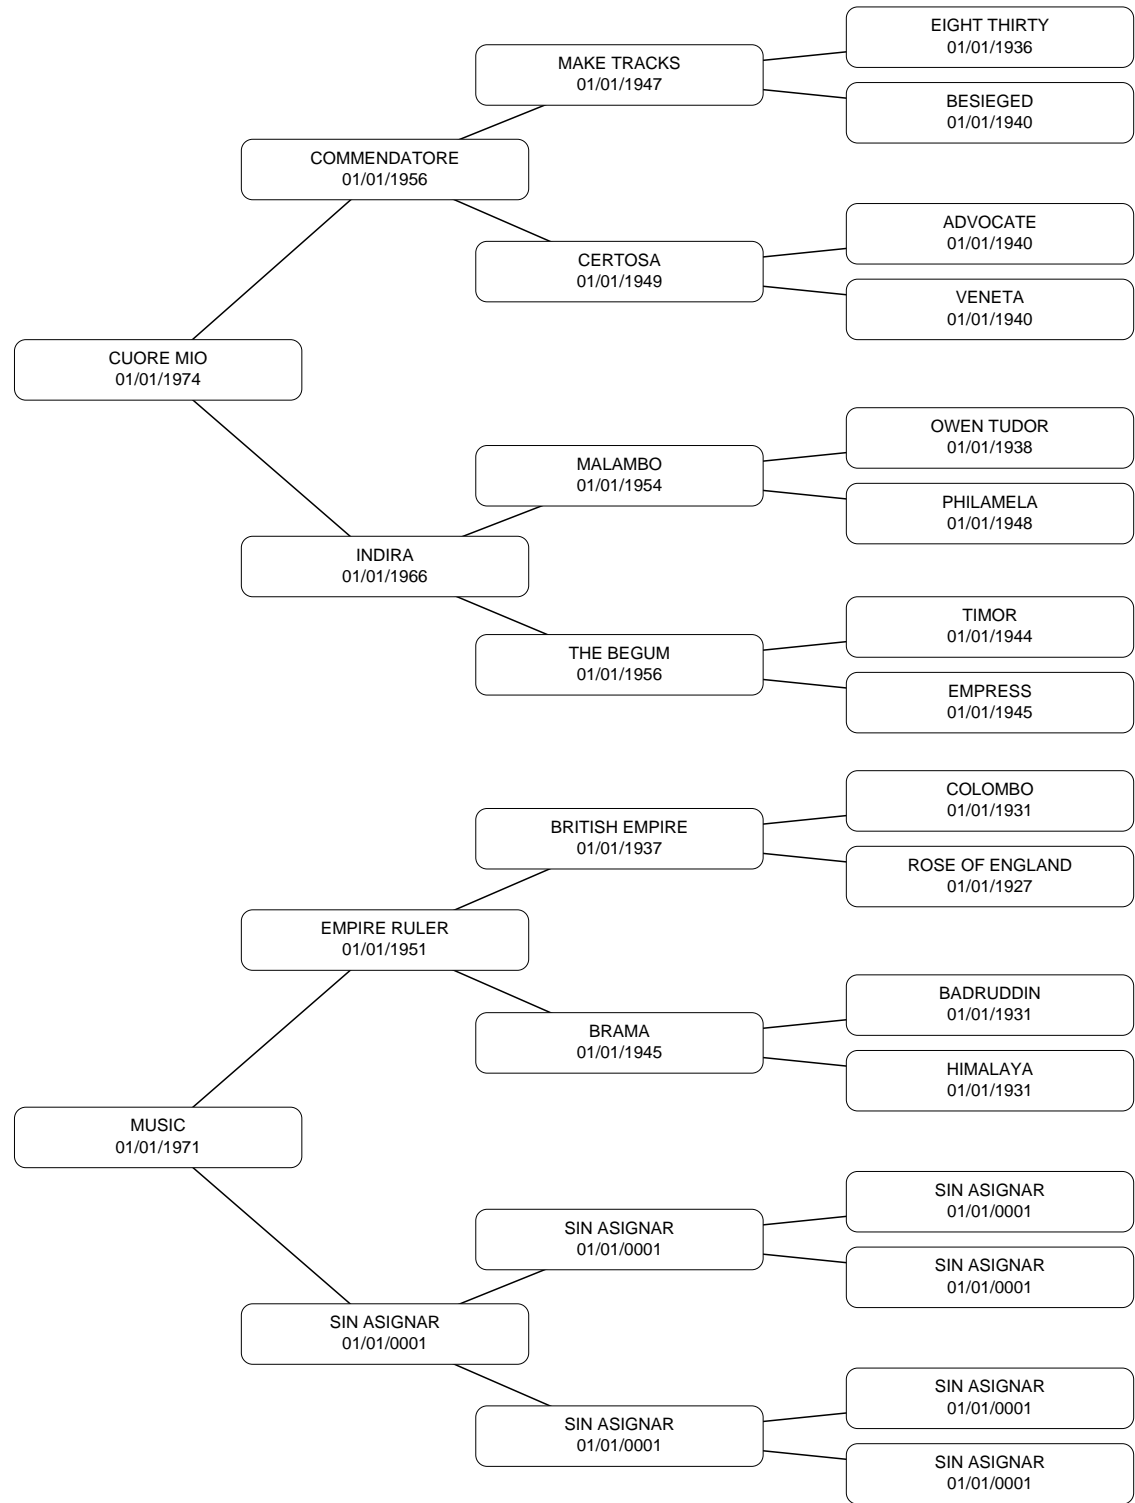 EIGHT THIRTY
01/01/1936
MAKE TRACKS
01/01/1947
BESIEGED
01/01/1940
COMMENDATORE
01/01/1956
ADVOCATE
01/01/1940
CERTOSA
01/01/1949
VENETA
01/01/1940
CUORE MIO
01/01/1974
OWEN TUDOR
01/01/1938
MALAMBO
01/01/1954
PHILAMELA
01/01/1948
INDIRA
01/01/1966
TIMOR
01/01/1944
THE BEGUM
01/01/1956
EMPRESS
01/01/1945
COLOMBO
01/01/1931
BRITISH EMPIRE
01/01/1937
ROSE OF ENGLAND
01/01/1927
EMPIRE RULER
01/01/1951
BADRUDDIN
01/01/1931
BRAMA
01/01/1945
HIMALAYA
01/01/1931
MUSIC
01/01/1971
SIN ASIGNAR
01/01/0001
SIN ASIGNAR
01/01/0001
SIN ASIGNAR
01/01/0001
SIN ASIGNAR
01/01/0001
SIN ASIGNAR
01/01/0001
SIN ASIGNAR
01/01/0001
SIN ASIGNAR
01/01/0001